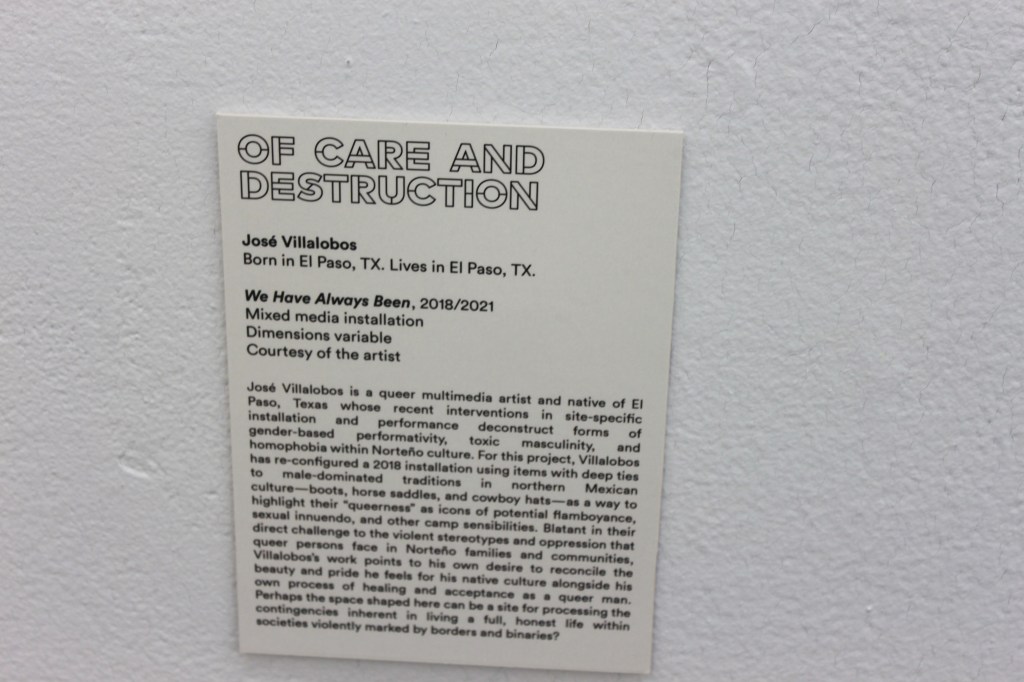 OF CARE AND
DESTRUCTION
José Villalobos
Born in El Paso, TX. Lives in El Paso, TX.
We Have Always Been, 2018/2021
Mixed media installation
Dimensions variable
Courtesy of the artist
José Villalobos is a queer multimedia artist and native of El
Paso, Texas whose recent interventions in site-specific
installation and performance deconstruct forms of
gender-based performativity, toxic masculinity, and
homophobia within Norteño culture. For this project, Villalobos
has re-configured a 2018 installation using items with deep ties
to male-dominated traditions in northern Mexican
culture—boots, horse saddles, and cowboy hats—as a way to
highlight their "queerness" as icons of potential flamboyance,
sexual innuendo, and other camp sensibilities. Blatant in their
direct challenge to the violent stereotypes and oppression that
queer persons face in Norteño families and communities,
Villalobos's work points to his own desire to reconcile the
beauty and pride he feels for his native culture alongside his
own process of healing and acceptance as a queer man.
Perhaps the space shaped here can be a site for processing the
contingencies inherent in living a full, honest life within
societies violently marked by borders and binaries?